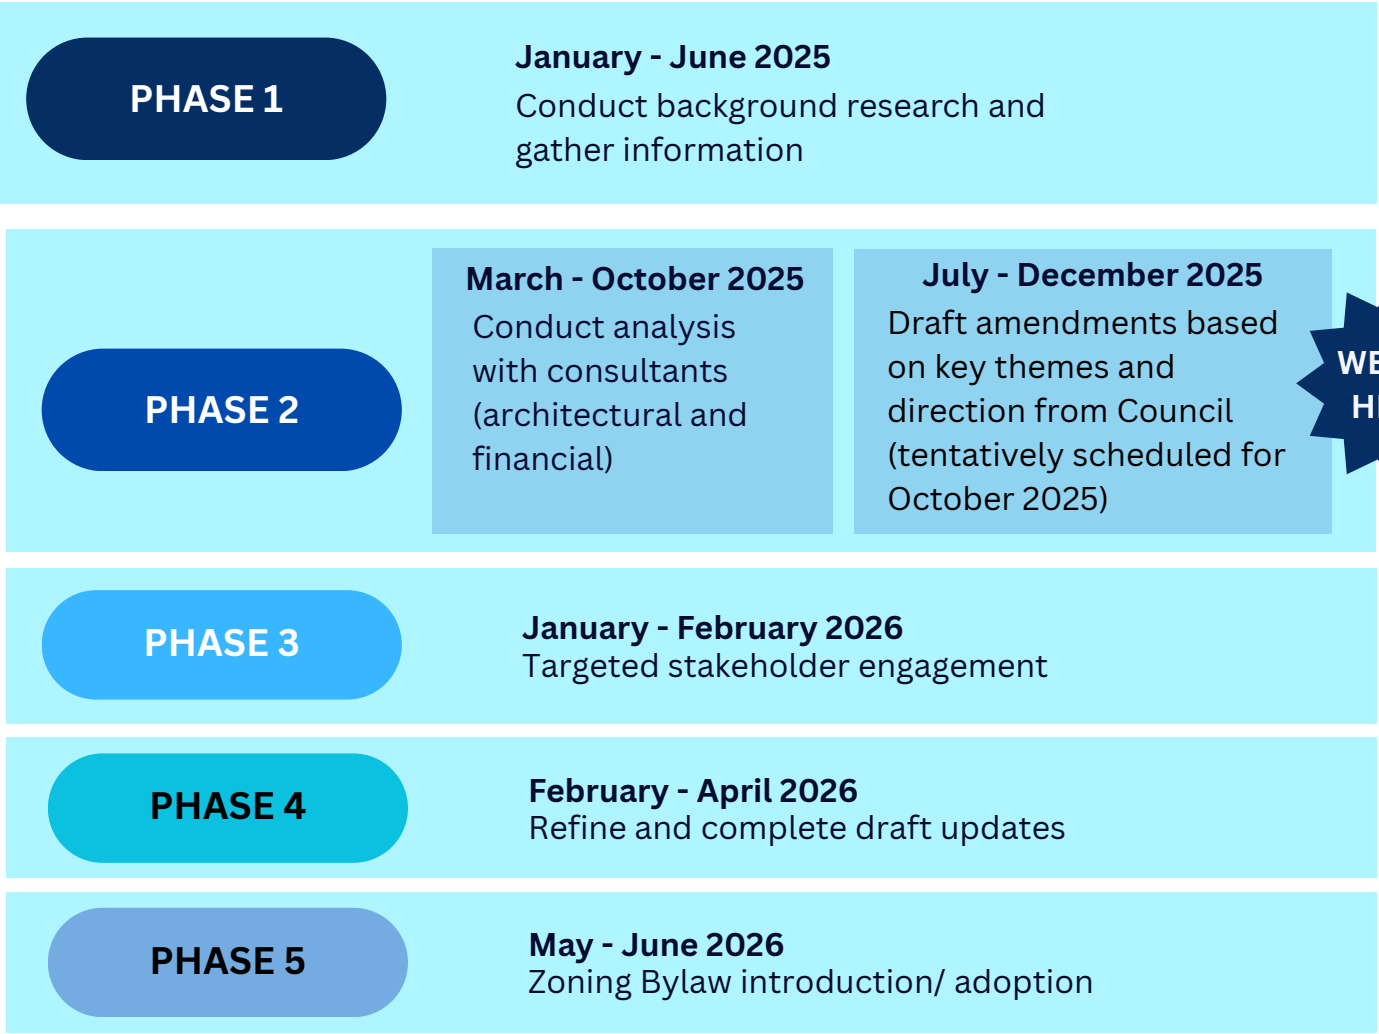 PHASE 1
January - June 2025
Conduct background research and
gather information
PHASE 2
March - October 2025
Conduct analysis
with consultants
(architectural and
financial)
July - December 2025
Draft amendments based
on key themes and
direction from Council
(tentatively scheduled for
October 2025)
PHASE 3
January - February 2026
Targeted stakeholder engagement
PHASE 4
February - April 2026
Refine and complete draft updates
PHASE 5
May - June 2026
Zoning Bylaw introduction/ adoption